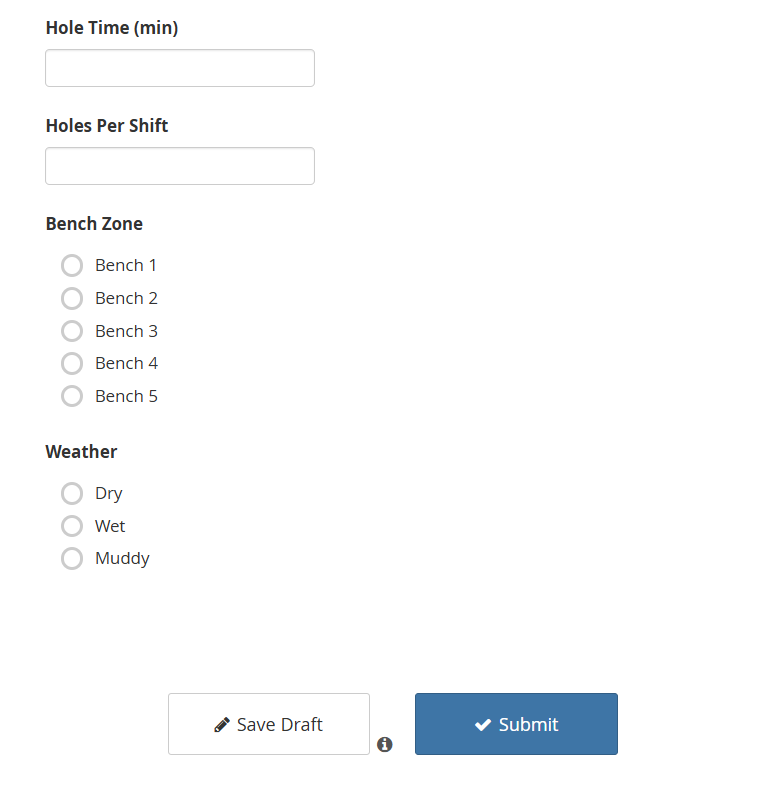 Hole Time (min)
Holes Per Shift
Bench Zone
Bench 1
Bench 2
Bench 3
Bench 4
Bench 5
Weather
Dry
Wet
Muddy
Save Draft
Submit